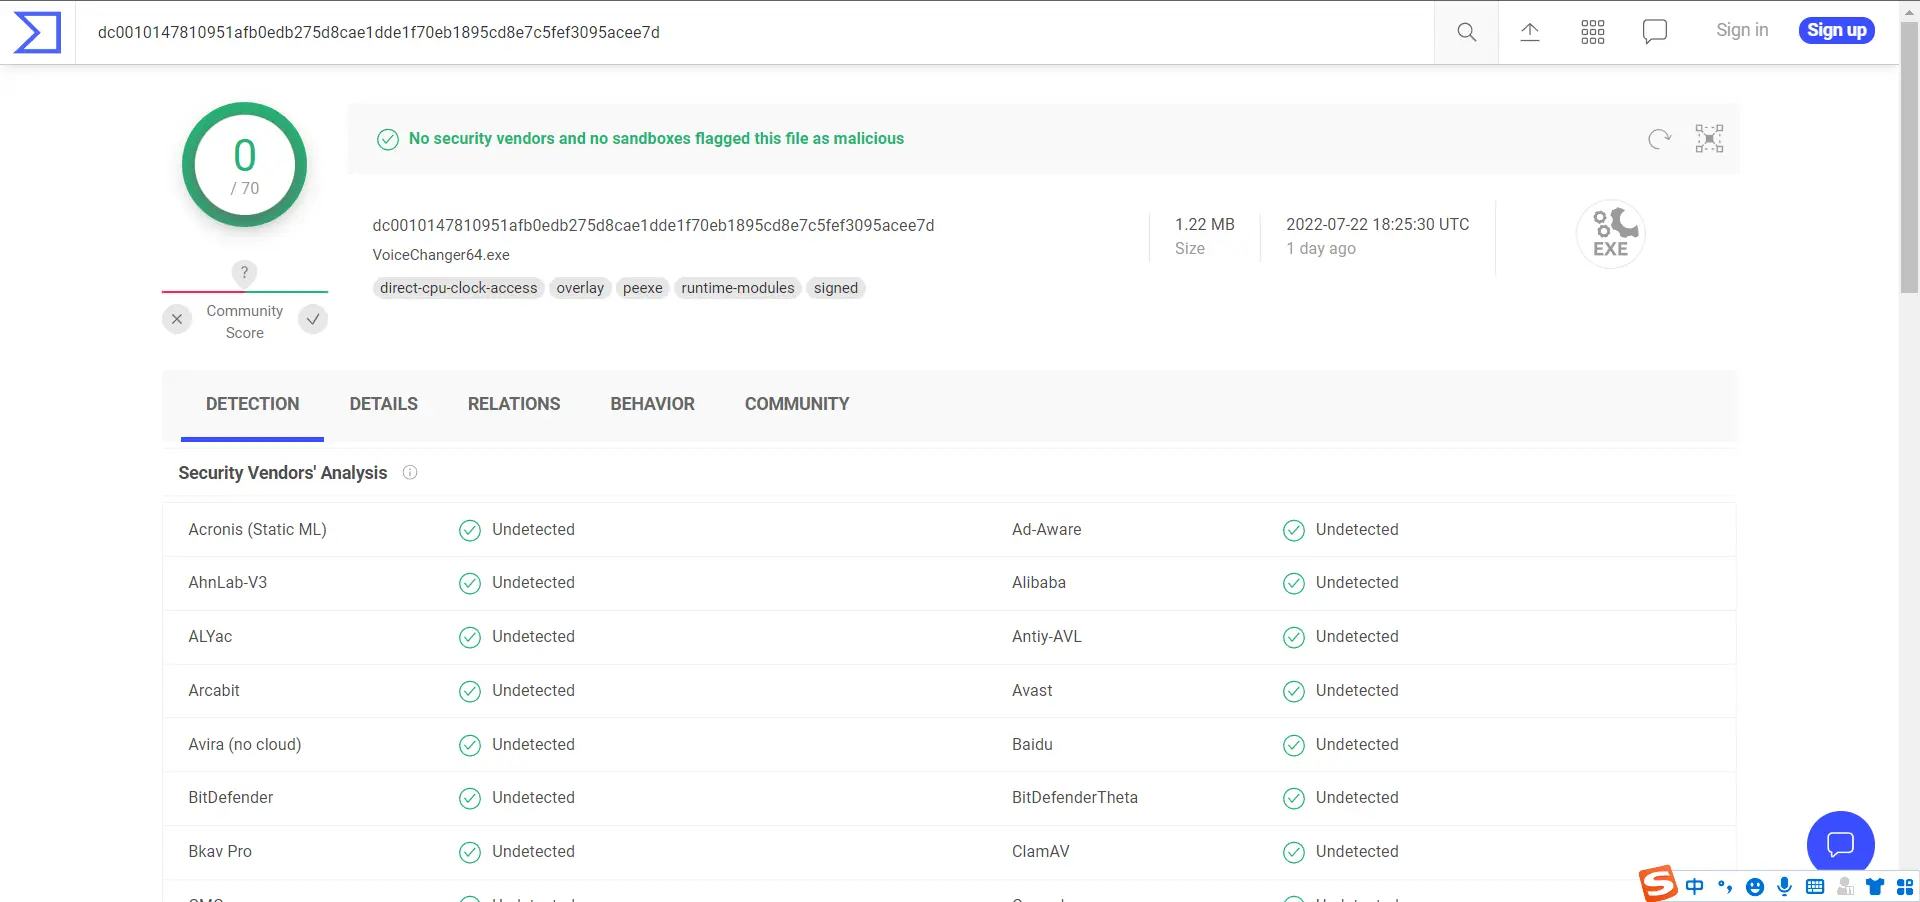 dc0010147810951afb0edb275d8cae1dde1f70eb1895cd8e7c5fef3095acee7d
Sign in
Sign up
0
/ 70
No security vendors and no sandboxes flagged this file as malicious
dc0010147810951afb0edb275d8cae1dde1f70eb1895cd8e7c5fef3095acee7d
VoiceChanger64.exe
direct-cpu-clock-access overlay peexe runtime-modules signed
1.22 MB
Size
2022-07-22 18:25:30 UTC
1 day ago
EXE
?
Community
Score
DETECTION DETAILS RELATIONS BEHAVIOR COMMUNITY
Security Vendors' Analysis
Acronis (Static ML) Undetected Ad-Aware Undetected
AhnLab-V3 Undetected Alibaba Undetected
ALYac Undetected Antiy-AVL Undetected
Arcabit Undetected Avast Undetected
Avira (no cloud) Undetected Baidu Undetected
BitDefender Undetected BitDefenderTheta Undetected
Bkav Pro Undetected ClamAV Undetected
中